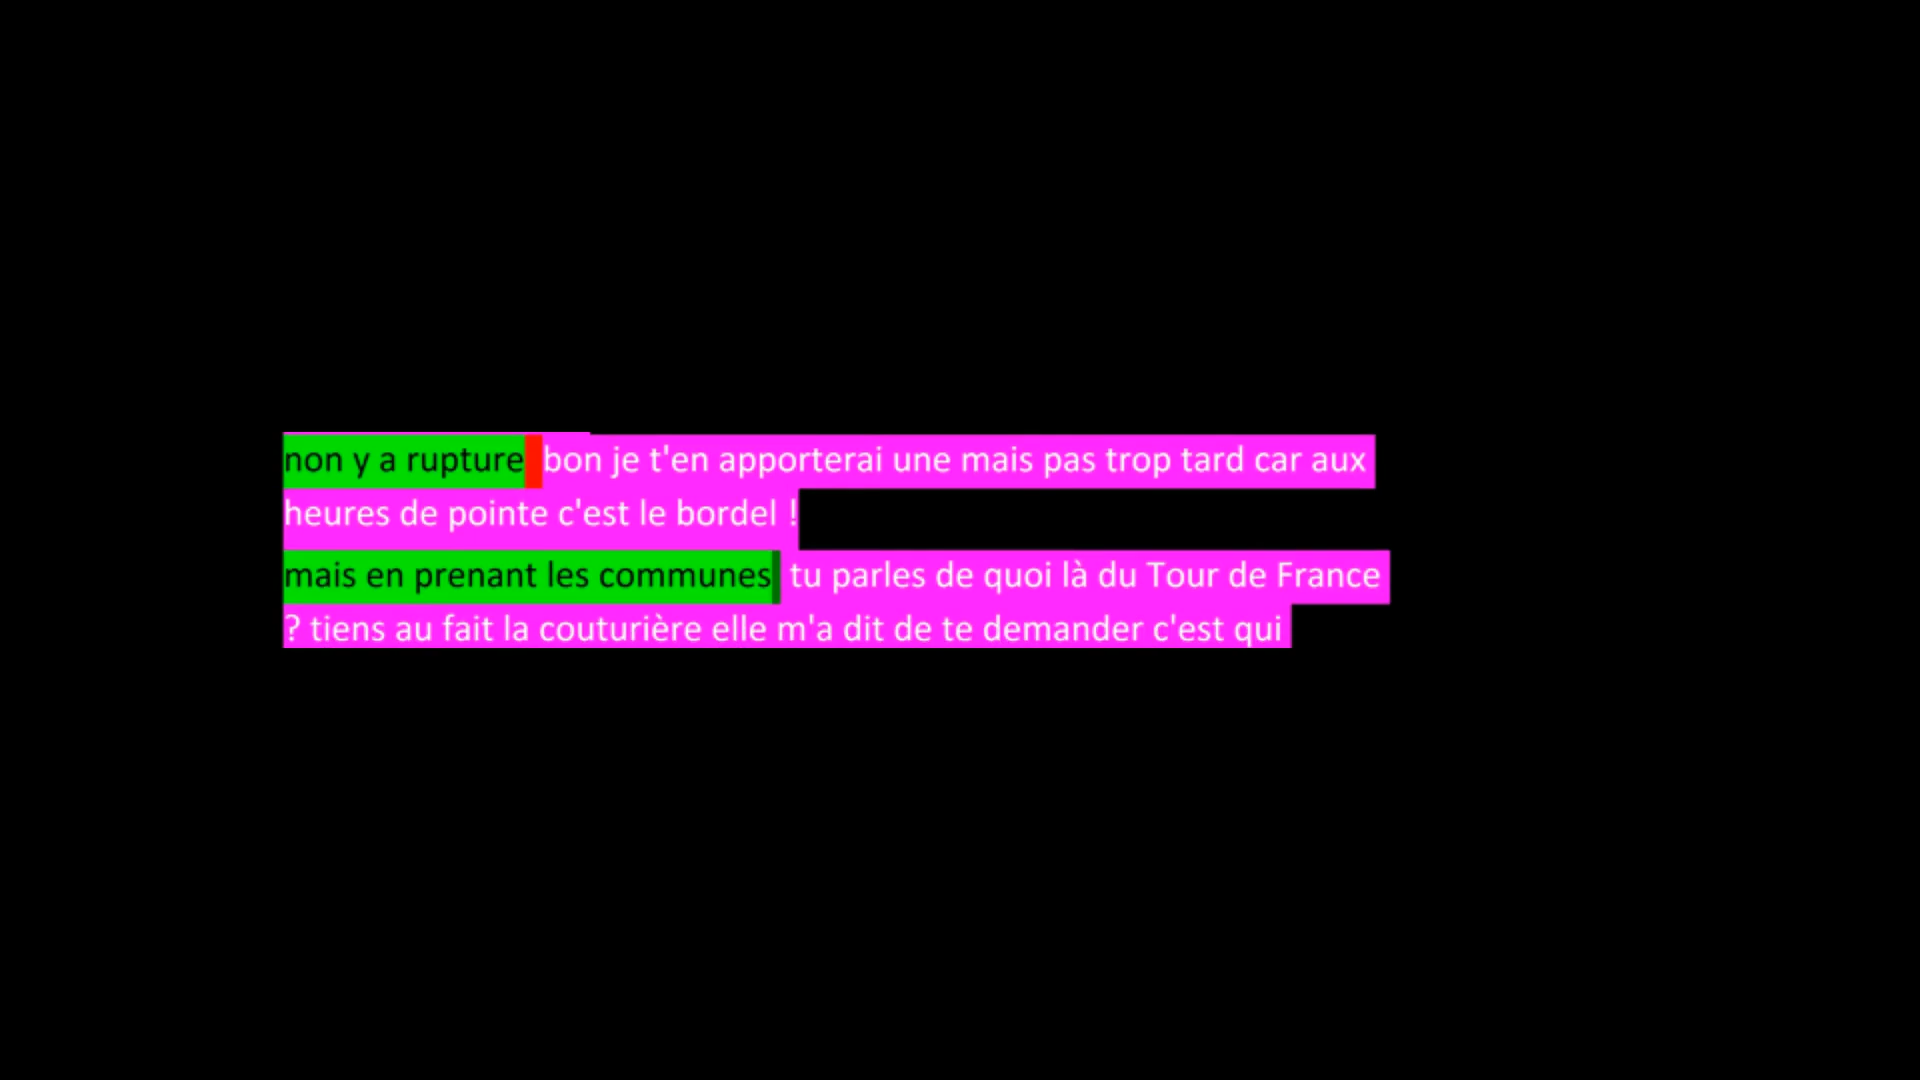 non y a rupture bon je t'en apporterai une mais pas trop tard car aux
heures de pointe c'est le bordel !
mais en prenant les communes tu parles de quoi là du Tour de France
? tiens au fait la couturière elle m'a dit de te demander c'est qui